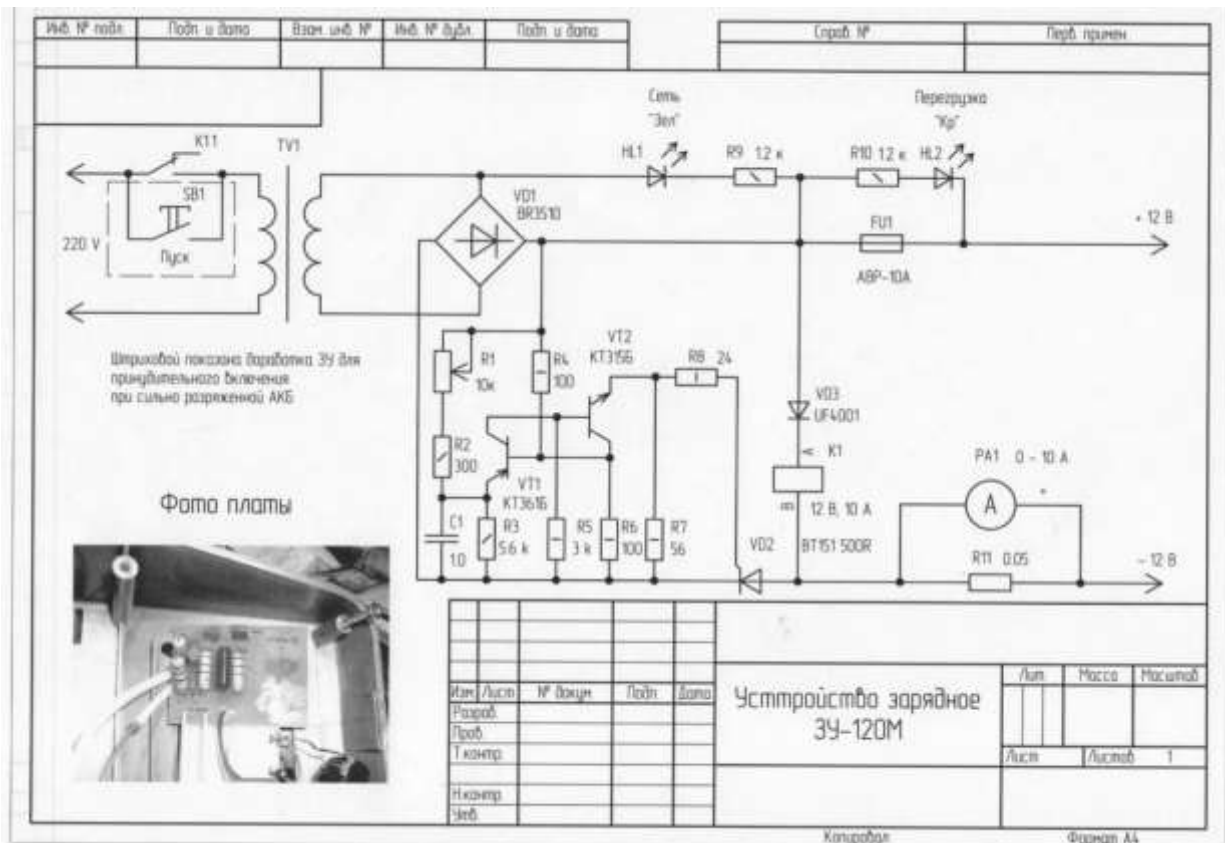 Инв. № подл. Подп. и дата Взам. инв. № Инв. № дубл. Подп. и дата Справ. № Перв. примен.
Сеть
"Зел"
Перегрузка
"Кр"
К11
TV1
HL1
R9 1.2 к
R10 1.2 к
HL2
SB1
VD1
BR3510
220 V
Пуск
FU1
+ 12 В
АВР-10А
Штриховой показана доработка ЗУ для
принудительного включения
при сильно разряженной АКБ
R1
10к
R4
100
VT2
КТ315б
R8 24
VD3
UF4001
R2
300
К1
PA1 0 - 10 А
Фото платы
VT1
КТ361б
12 В, 10 А
А
+
С1
1.0
R3
5.6 k
R5
3 k
R6
100
R7
56
VD2
BT151 500R
R11 0.05
- 12 В
Изм. Лист № докум. Подп. Дата
Разраб.
Пров.
Т.контр.
Н.контр.
Утв.
Усттройство зарядное
ЗУ-120М
Лит. Масса Масштаб
Лист Листов 1
Копировал Формат А4